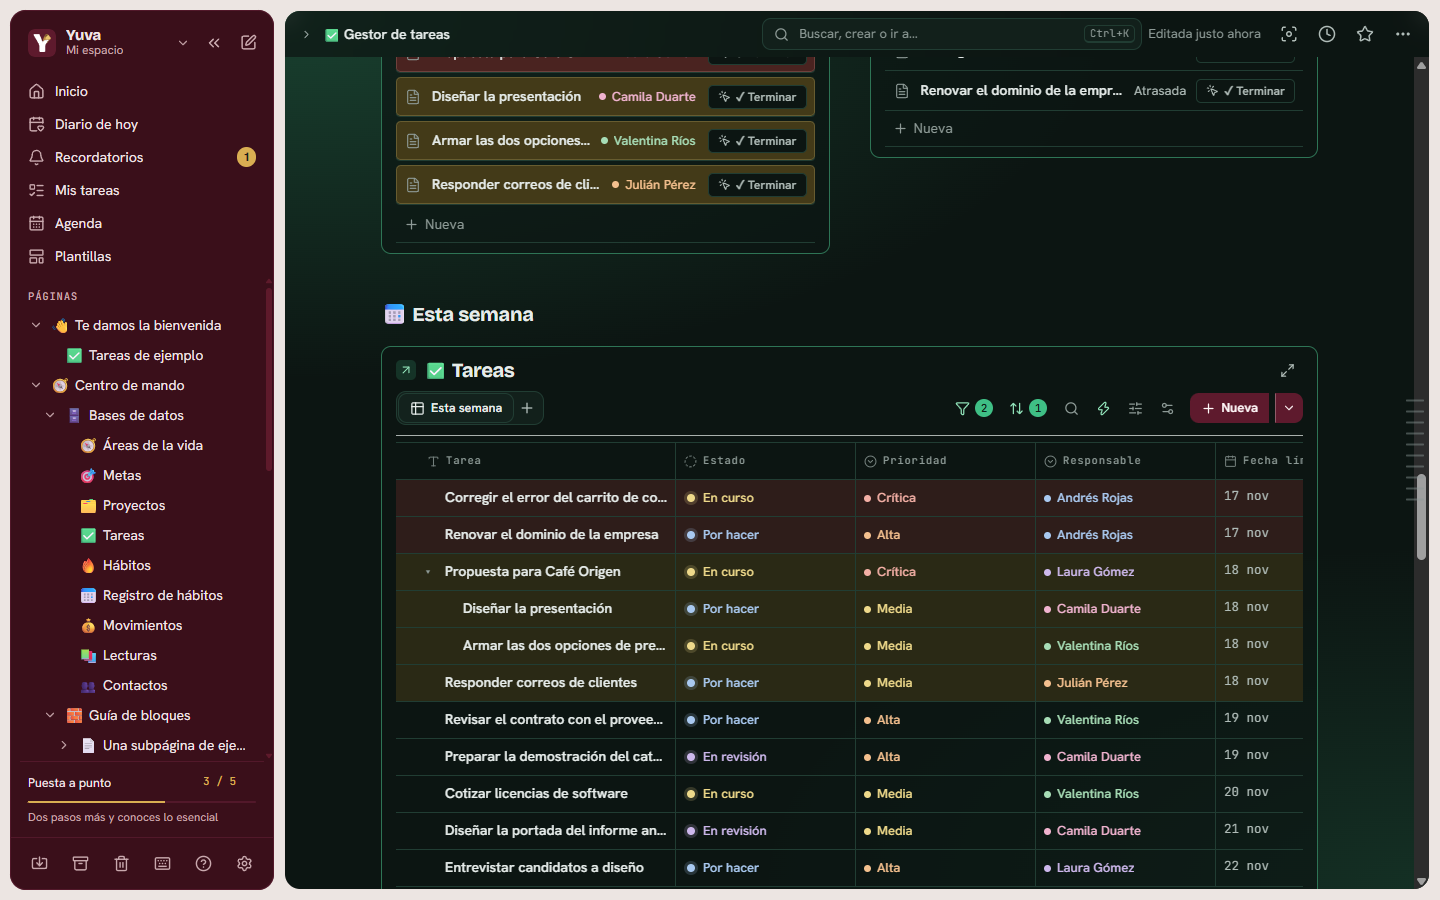 Yuva
Mi espacio
Inicio
Diario de hoy
Recordatorios
1
Mis tareas
Agenda
Plantillas
PÁGINAS
Te damos la bienvenida
Tareas de ejemplo
Centro de mando
Bases de datos
Áreas de la vida
Metas
Proyectos
Tareas
Hábitos
Registro de hábitos
Movimientos
Lecturas
Contactos
Guía de bloques
Una subpágina de eje...
Puesta a punto
3 / 5
Dos pasos más y conoces lo esencial
Gestor de tareas
Buscar, crear o ir a...
Ctrl+K
Editada justo ahora
Diseñar la presentación
Camila Duarte
✓ Terminar
Armar las dos opciones...
Valentina Ríos
✓ Terminar
Responder correos de cli...
Julián Pérez
✓ Terminar
+ Nueva
Renovar el dominio de la empr...
Atrasada
✓ Terminar
+ Nueva
Esta semana
Tareas
Esta semana
2
1
+ Nueva
Tarea Estado Prioridad Responsable Fecha lím
Corregir el error del carrito de co... En curso Crítica Andrés Rojas 17 nov
Renovar el dominio de la empresa Por hacer Alta Andrés Rojas 17 nov
Propuesta para Café Origen En curso Crítica Laura Gómez 18 nov
Diseñar la presentación Por hacer Media Camila Duarte 18 nov
Armar las dos opciones de pre... En curso Media Valentina Ríos 18 nov
Responder correos de clientes Por hacer Media Julián Pérez 18 nov
Revisar el contrato con el provee... Por hacer Alta Valentina Ríos 19 nov
Preparar la demostración del cat... En revisión Alta Camila Duarte 19 nov
Cotizar licencias de software En curso Media Valentina Ríos 20 nov
Diseñar la portada del informe an... En revisión Media Camila Duarte 21 nov
Entrevistar candidatos a diseño Por hacer Alta Laura Gómez 22 nov